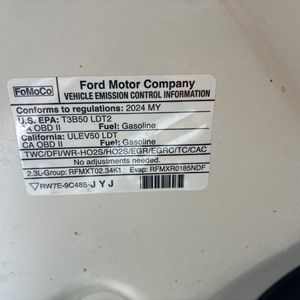 FoMoCo
Ford Motor Company
VEHICLE EMISSION CONTROL INFORMATION
Conforms to regulations: 2024 MY
U.S. EPA: T3B50 LDT2
CA OBD II Fuel: Gasoline
California: ULEV50 LDT
CA OBD II Fuel: Gasoline
TWC/DFI/WR-HO2S/HO2S/EGR/EGRC/TC/CAC
No adjustments needed.
2.3L-Group: RFMXT02.34K1 Evap: RFMXR0185NDF
RW7E-9C485-JYJ